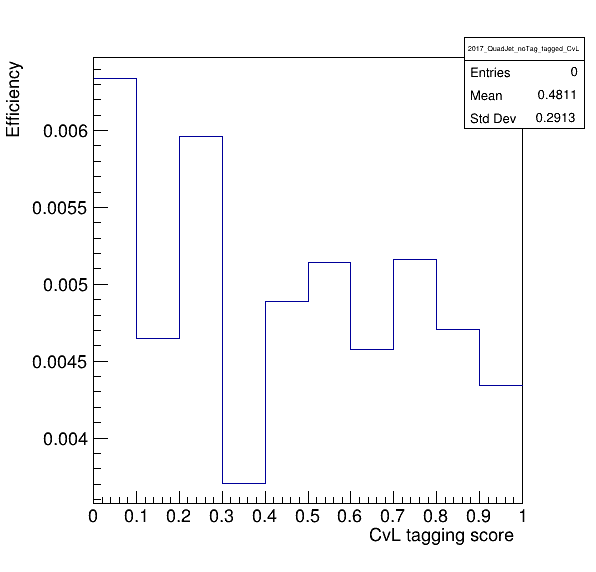 2017_QuadJet_noTag_tagged_CvL
Entries 0
Mean 0.4811
Std Dev 0.2913
Efficiency
0.006
0.0055
0.005
0.0045
0.004
0 0.1 0.2 0.3 0.4 0.5 0.6 0.7 0.8 0.9 1
CvL tagging score